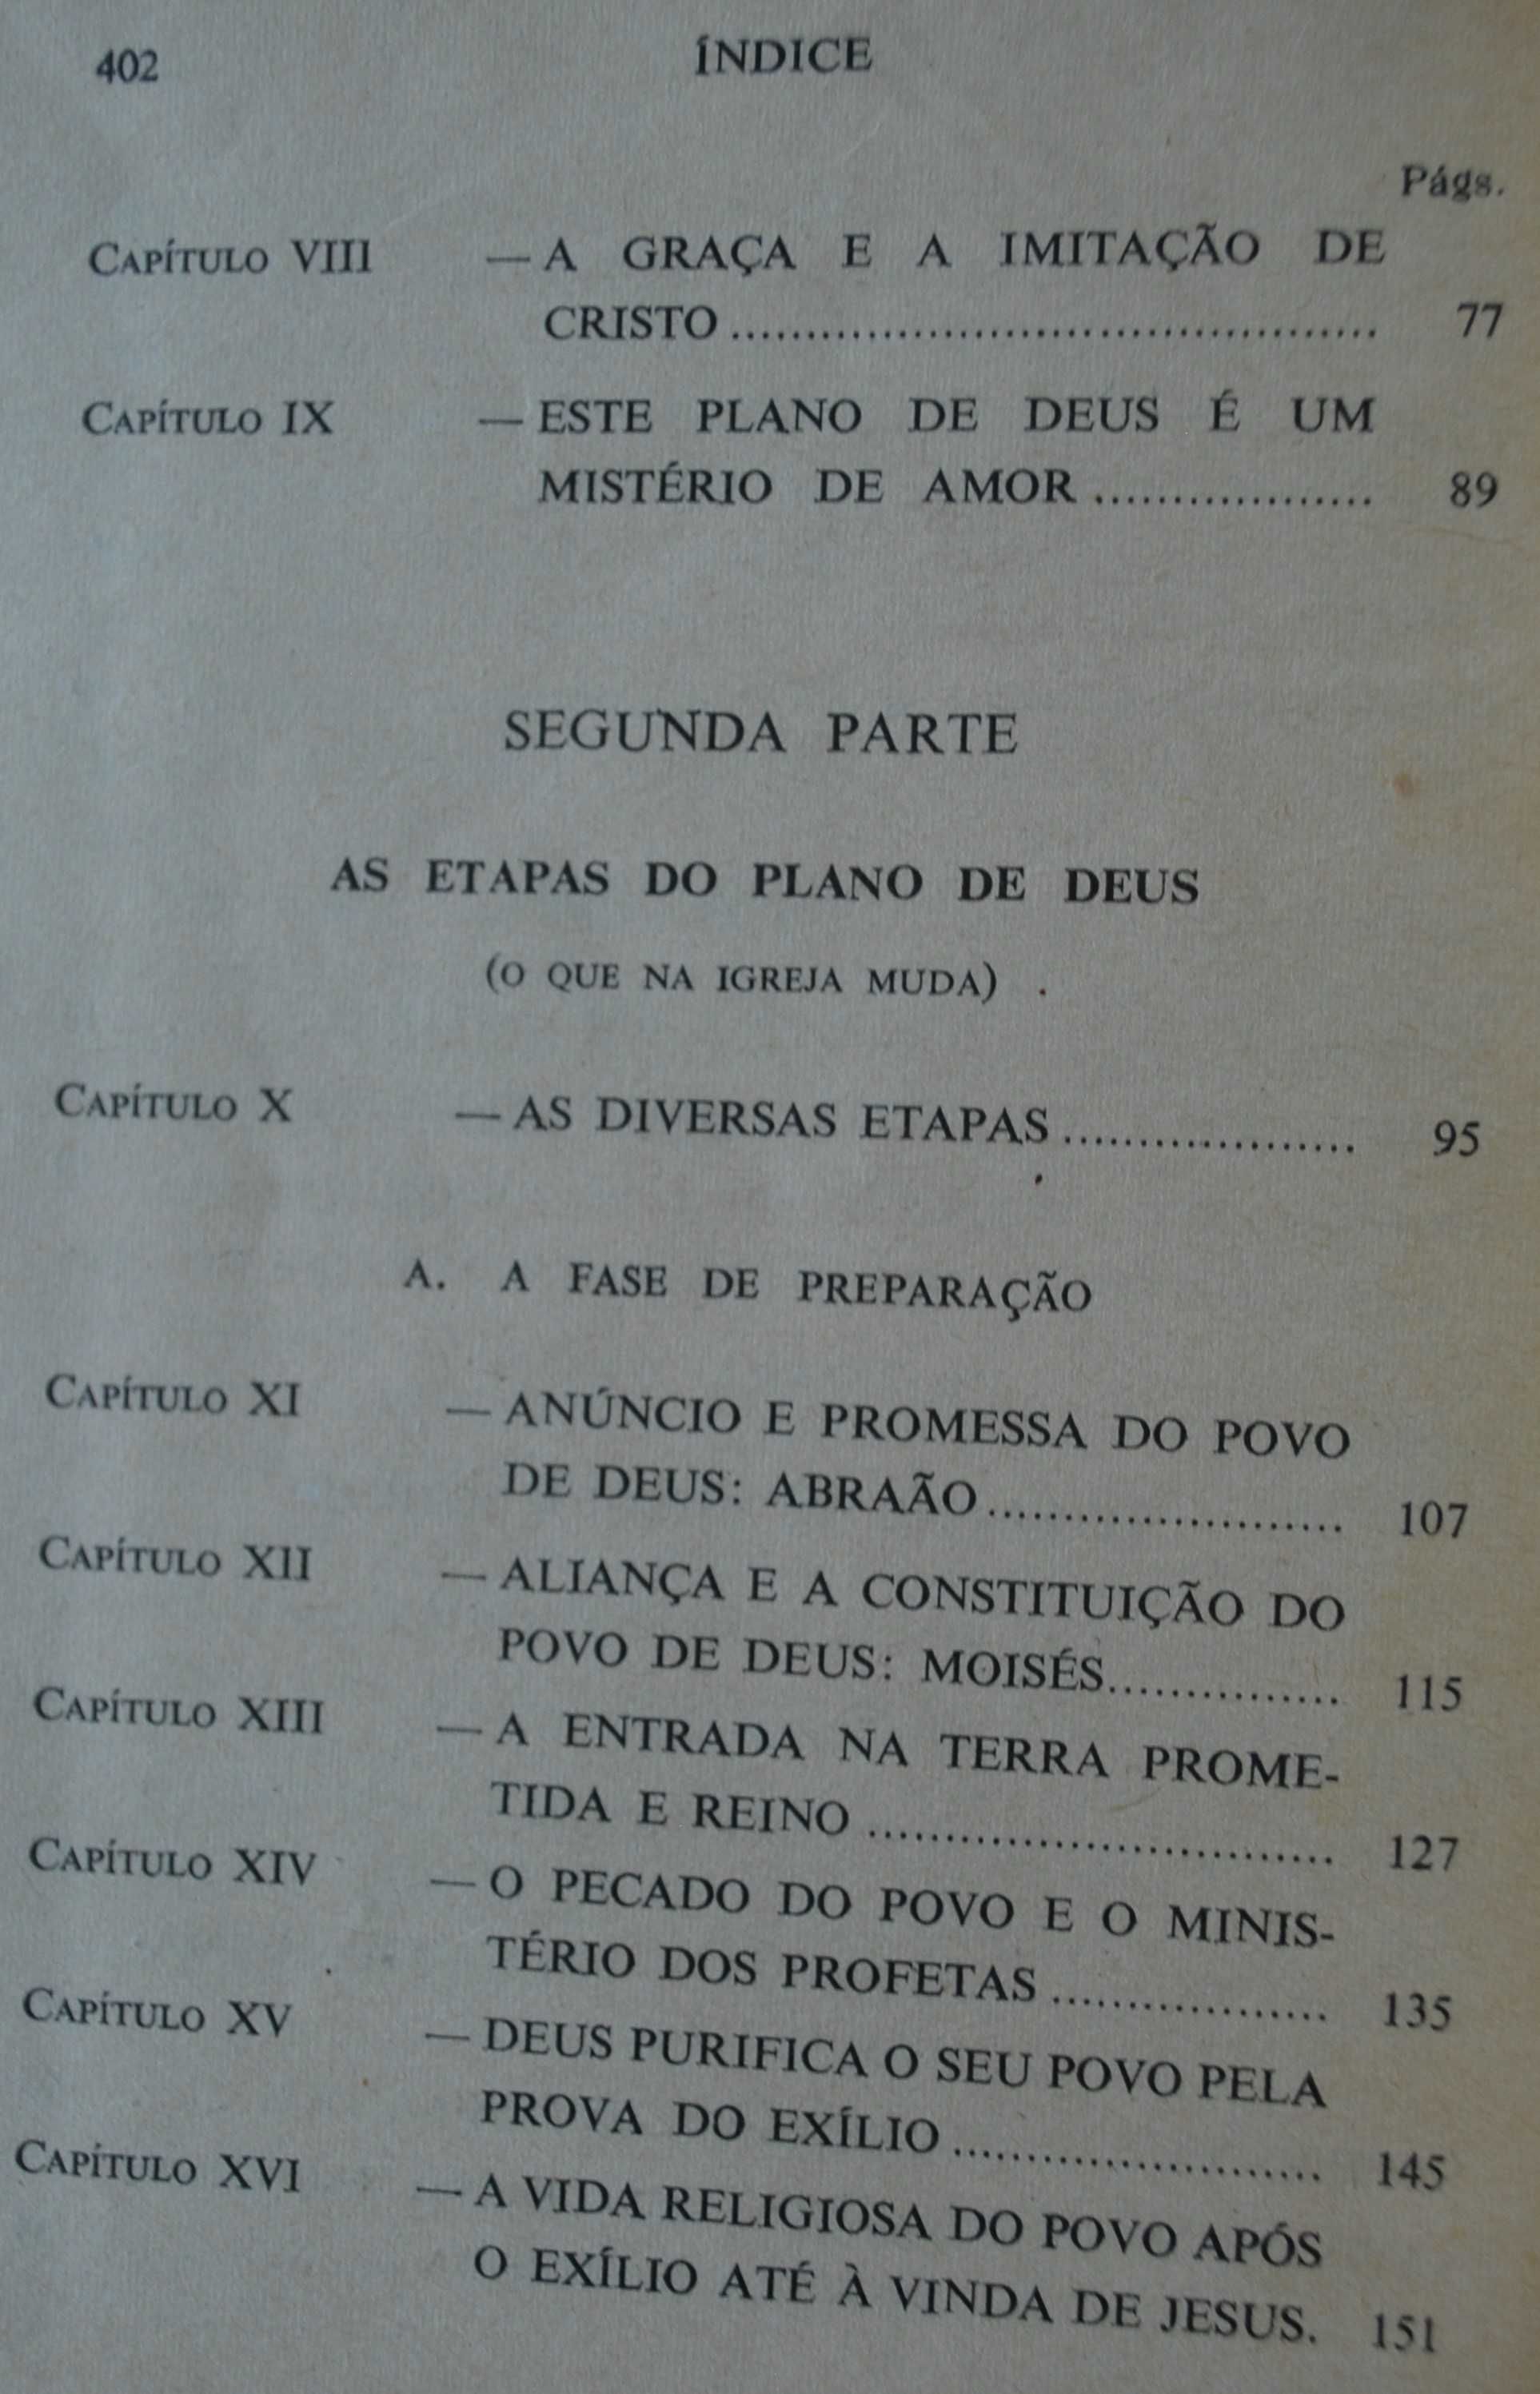 402 ÍNDICE
Págs.
CAPÍTULO VIII — A GRAÇA E A IMITAÇÃO DE
CRISTO ........................................... 77
CAPÍTULO IX — ESTE PLANO DE DEUS É UM
MISTÉRIO DE AMOR .................. 89
SEGUNDA PARTE
AS ETAPAS DO PLANO DE DEUS
(O QUE NA IGREJA MUDA) .
CAPÍTULO X — AS DIVERSAS ETAPAS ................... 95
A. A FASE DE PREPARAÇÃO
CAPÍTULO XI — ANÚNCIO E PROMESSA DO POVO
DE DEUS: ABRAÃO ....................... 107
CAPÍTULO XII — ALIANÇA E A CONSTITUIÇÃO DO
POVO DE DEUS: MOISÉS ............... 115
CAPÍTULO XIII — A ENTRADA NA TERRA PROME-
TIDA E REINO .............................. 127
CAPÍTULO XIV — O PECADO DO POVO E O MINIS-
TÉRIO DOS PROFETAS .................. 135
CAPÍTULO XV — DEUS PURIFICA O SEU POVO PELA
PROVA DO EXÍLIO ........................ 145
CAPÍTULO XVI — A VIDA RELIGIOSA DO POVO APÓS
O EXÍLIO ATÉ À VINDA DE JESUS. 151